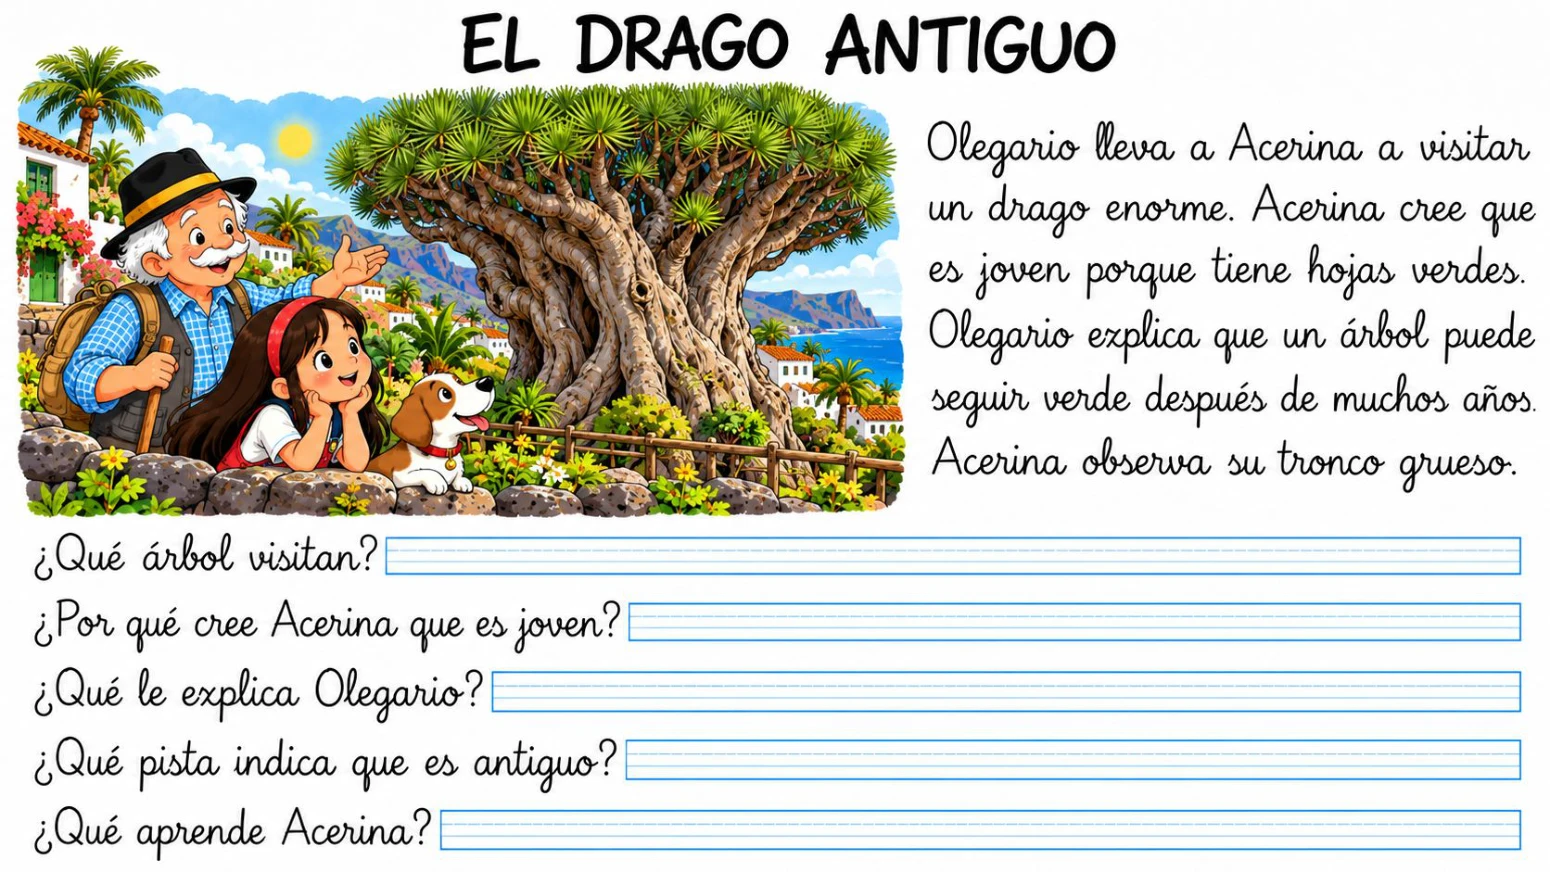 EL DRAGO ANTIGUO
Olegario lleva a Acerina a visitar
un drago enorme. Acerina cree que
es joven porque tiene hojas verdes.
Olegario explica que un árbol puede
seguir verde después de muchos años.
Acerina observa su tronco grueso.
¿Qué árbol visitan?
¿Por qué cree Acerina que es joven?
¿Qué le explica Olegario?
¿Qué pista indica que es antiguo?
¿Qué aprende Acerina?